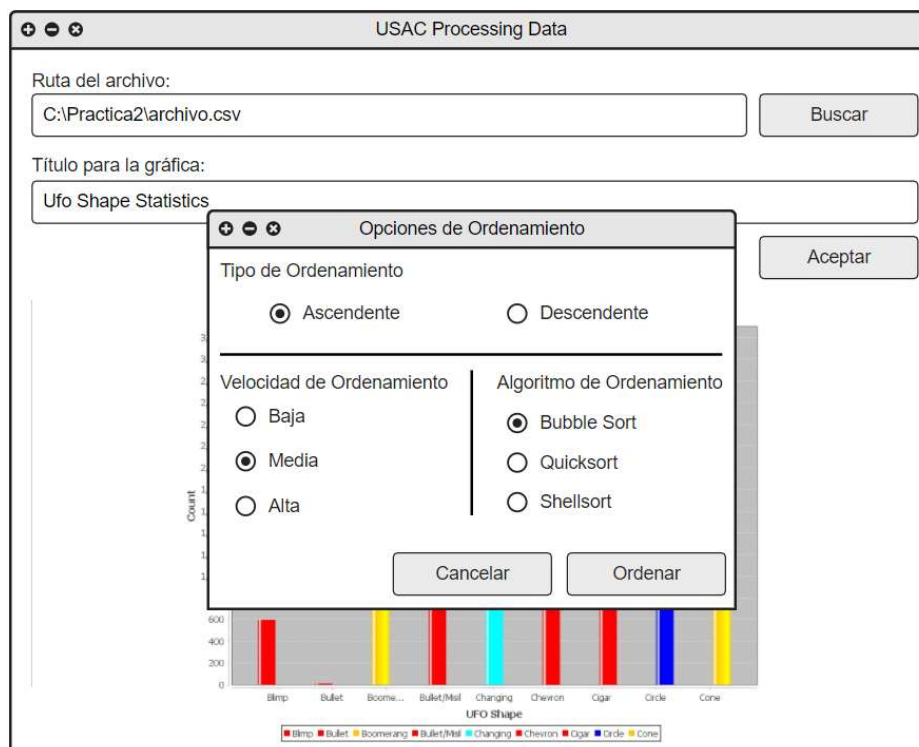 USAC Processing Data
Ruta del archivo:
C:\Practica2\archivo.csv
Buscar
Título para la gráfica:
Ufo Shape Statistics
Aceptar
Opciones de Ordenamiento
Tipo de Ordenamiento
Ascendente
Descendente
Velocidad de Ordenamiento
Baja
Media
Alta
Algoritmo de Ordenamiento
Bubble Sort
Quicksort
Shellsort
Cancelar
Ordenar
Count
600
400
200
0
Blimp Bullet Boome... Bullet/Misil Changing Chevron Cigar Circle Cone
UFO Shape
Blimp Bullet Boomerang Bullet/Misil Changing Chevron Cigar Circle Cone